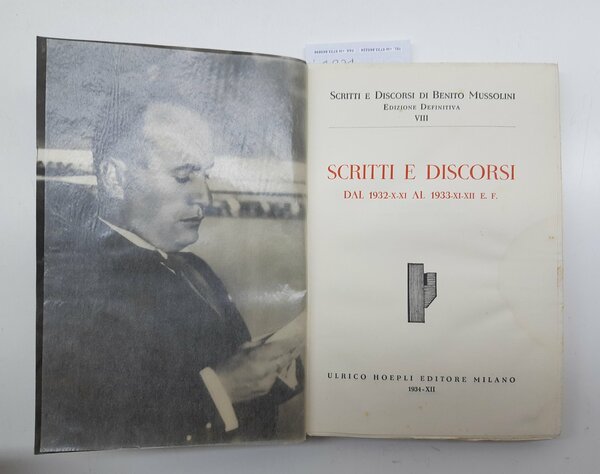 SCRITTI E DISCORSI DI BENITO MUSSOLINI
EDIZIONE DEFINITIVA
VIII
SCRITTI E DISCORSI
DAL 1932-X-XI AL 1933-XI-XII E. F.
ULRICO HOEPLI EDITORE MILANO
1934-XII